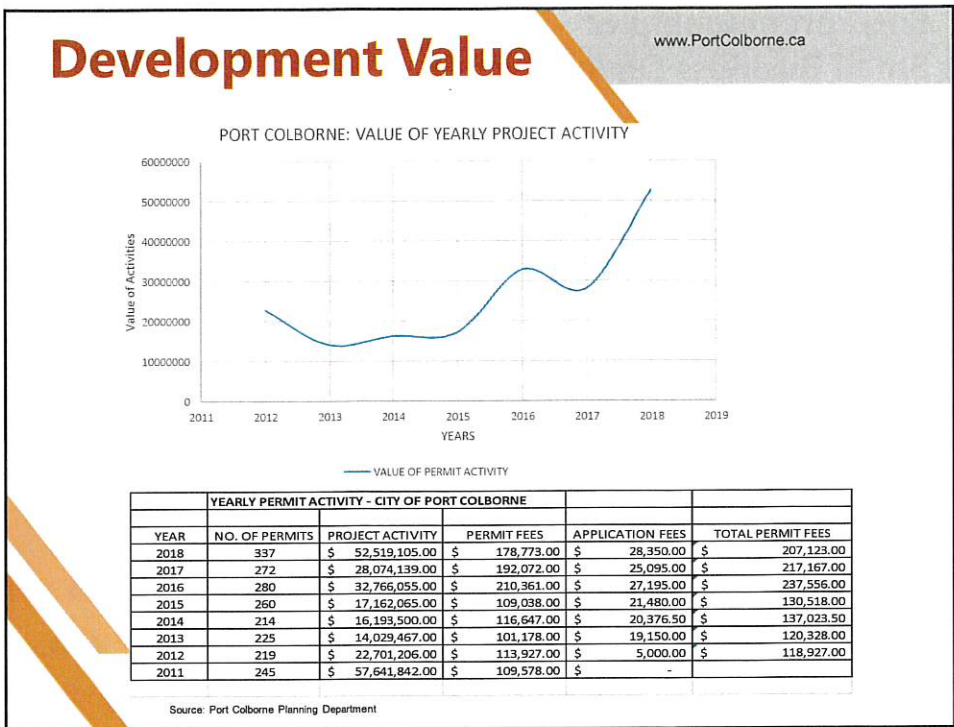 www.PortColborne.ca
Development Value
PORT COLBORNE: VALUE OF YEARLY PROJECT ACTIVITY
60000000
50000000
40000000
30000000
20000000
10000000
0
Value of Activities
2011 2012 2013 2014 2015 2016 2017 2018 2019
YEARS
VALUE OF PERMIT ACTIVITY
YEARLY PERMIT ACTIVITY - CITY OF PORT COLBORNE
YEAR NO. OF PERMITS PROJECT ACTIVITY PERMIT FEES APPLICATION FEES TOTAL PERMIT FEES
2018 337 $ 52,519,105.00 $ 178,773.00 $ 28,350.00 $ 207,123.00
2017 272 $ 28,074,139.00 $ 192,072.00 $ 25,095.00 $ 217,167.00
2016 280 $ 32,766,055.00 $ 210,361.00 $ 27,195.00 $ 237,556.00
2015 260 $ 17,162,065.00 $ 109,038.00 $ 21,480.00 $ 130,518.00
2014 214 $ 16,193,500.00 $ 116,647.00 $ 20,376.50 $ 137,023.50
2013 225 $ 14,029,467.00 $ 101,178.00 $ 19,150.00 $ 120,328.00
2012 219 $ 22,701,206.00 $ 113,927.00 $ 5,000.00 $ 118,927.00
2011 245 $ 57,641,842.00 $ 109,578.00 $ -
Source: Port Colborne Planning Department